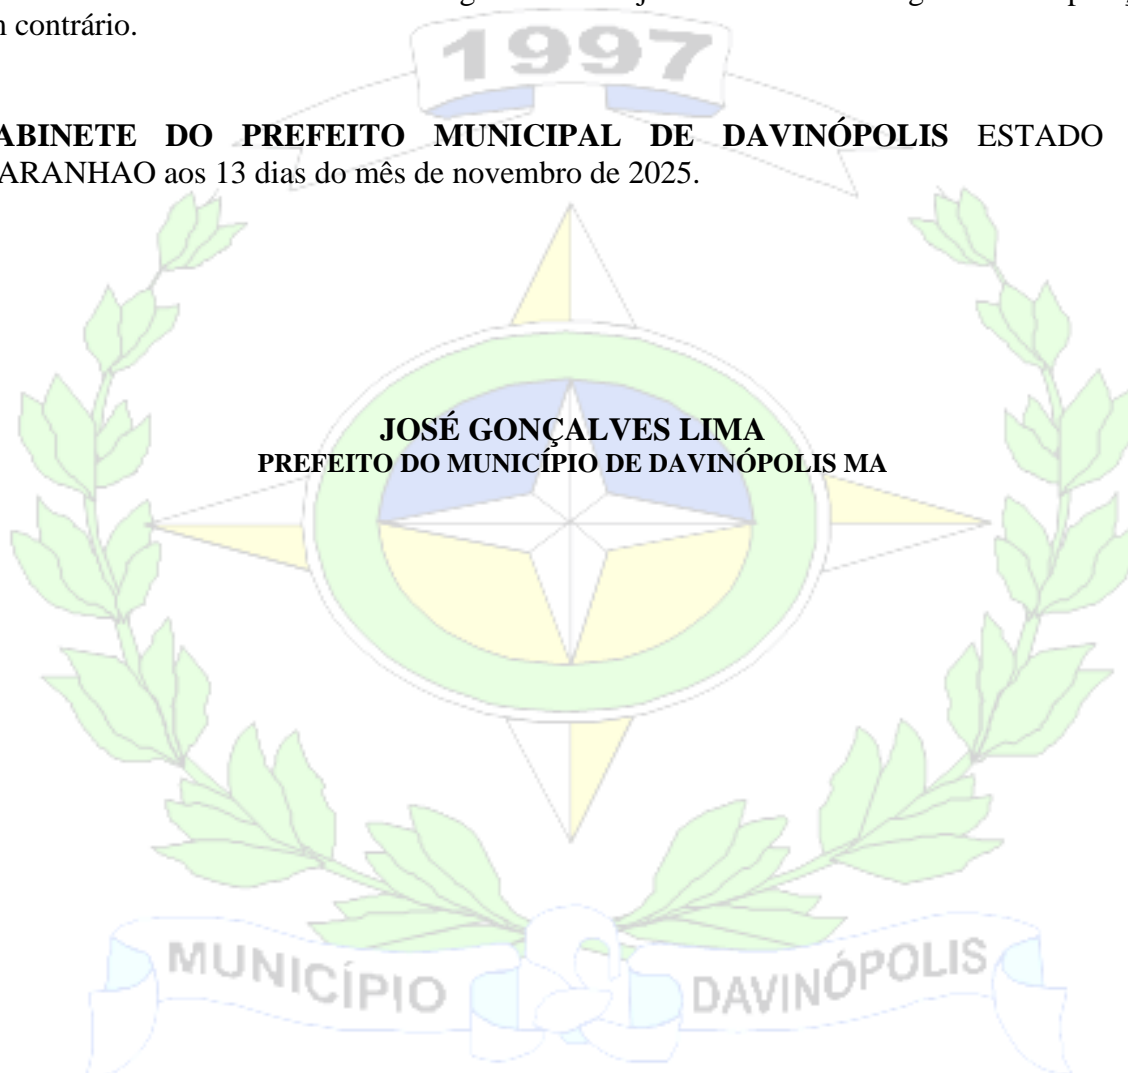 contrário.
1997
ABINETE DO PREFEITO MUNICIPAL DE DAVINÓPOLIS ESTADO
ARANHAO aos 13 dias do mês de novembro de 2025.
JOSÉ GONÇALVES LIMA
PREFEITO DO MUNICÍPIO DE DAVINÓPOLIS MA
MUNICÍPIO DAVINÓPOLIS